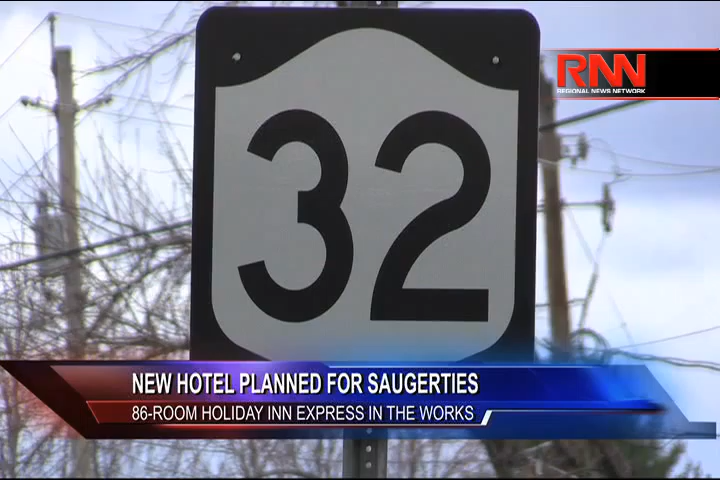 32
RNN
REGIONAL NEWS NETWORK
NEW HOTEL PLANNED FOR SAUGERTIES
86-ROOM HOLIDAY INN EXPRESS IN THE WORKS